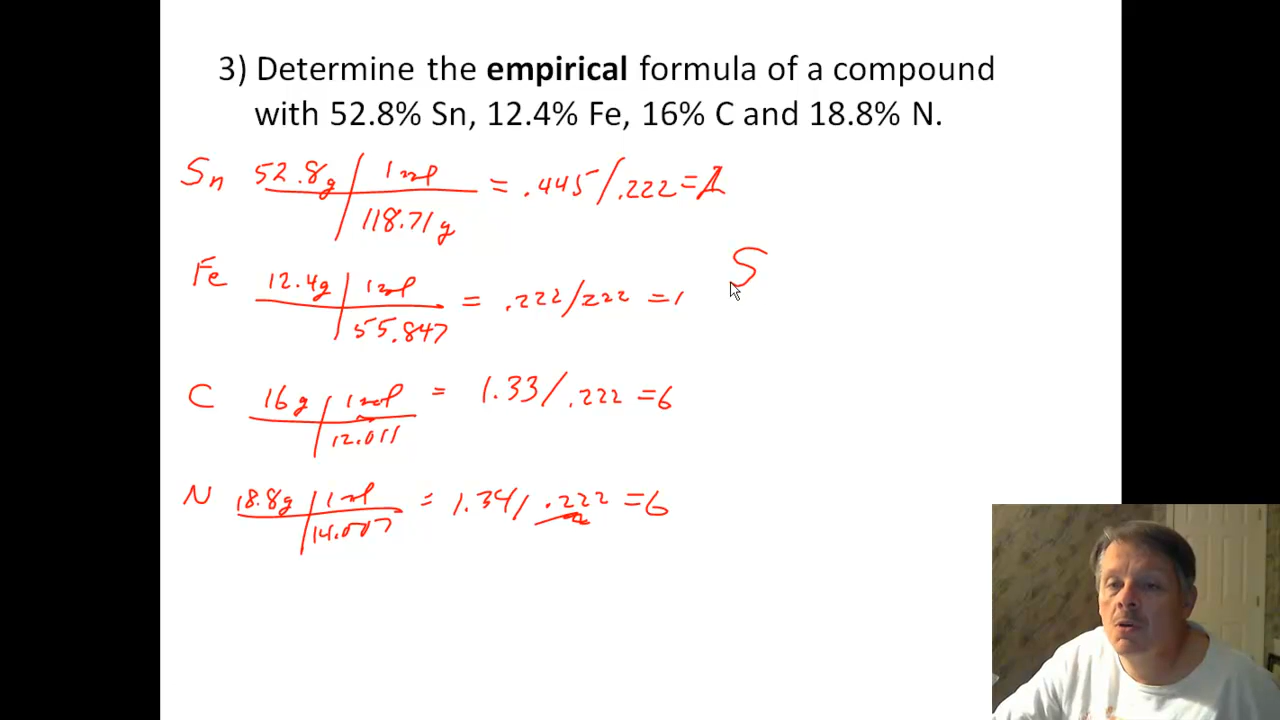 3) Determine the empirical formula of a compound
with 52.8% Sn, 12.4% Fe, 16% C and 18.8% N.
Sn 52.8g | 1 mol = .445/.222=2
118.71g
S
Fe 12.4g | 1 mol = .222/222 =1
55.847
C 16g | 1 mol = 1.33/.222 =6
12.011
N 18.8g | 1 mol = 1.34/.222 =6
14.007